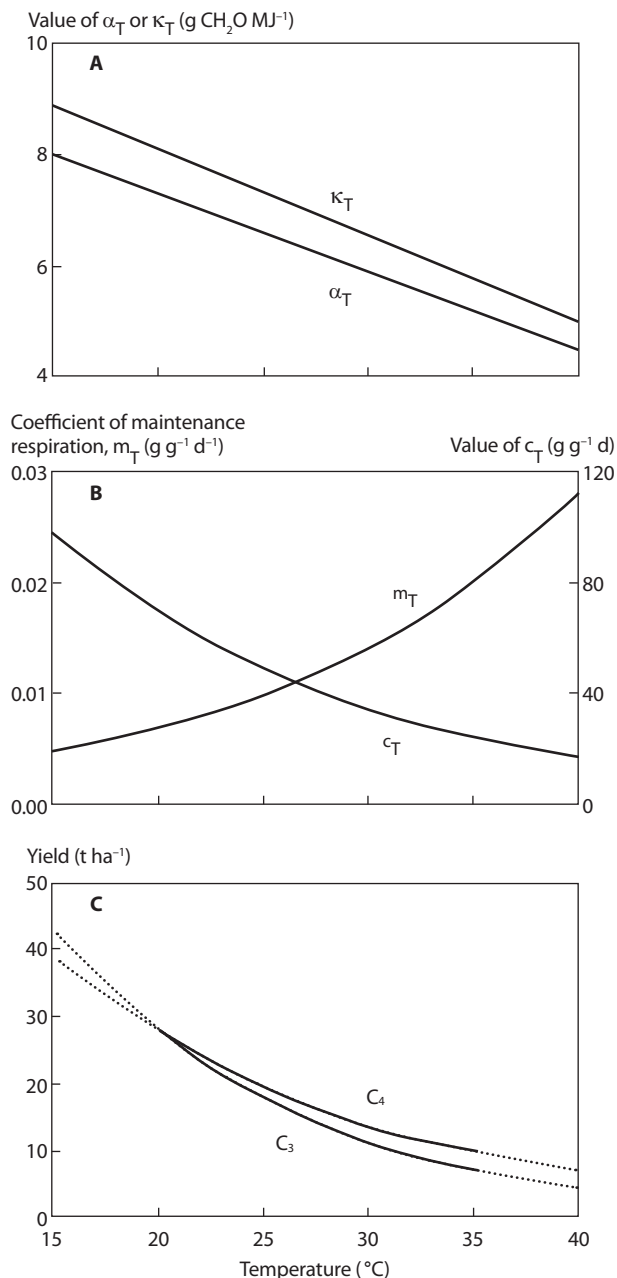 Value of αT or κT (g CH2O MJ–1)
10
A
8
κT
6
αT
4
Coefficient of maintenance
respiration, mT (g g–1 d–1)
Value of cT (g g–1 d)
0.03
B
120
mT
0.02
80
0.01
40
cT
0.00
0
Yield (t ha–1)
50
C
40
30
20
C4
C3
10
0
15 20 25 30 35 40
Temperature (°C)